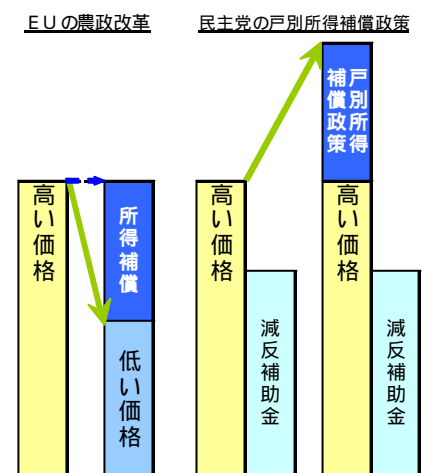 EUの農政改革
民主党の戸別所得補償政策
高い価格
所得補償
低い価格
高い価格
減反補助金
戸別所得
補償政策
高い価格
減反補助金